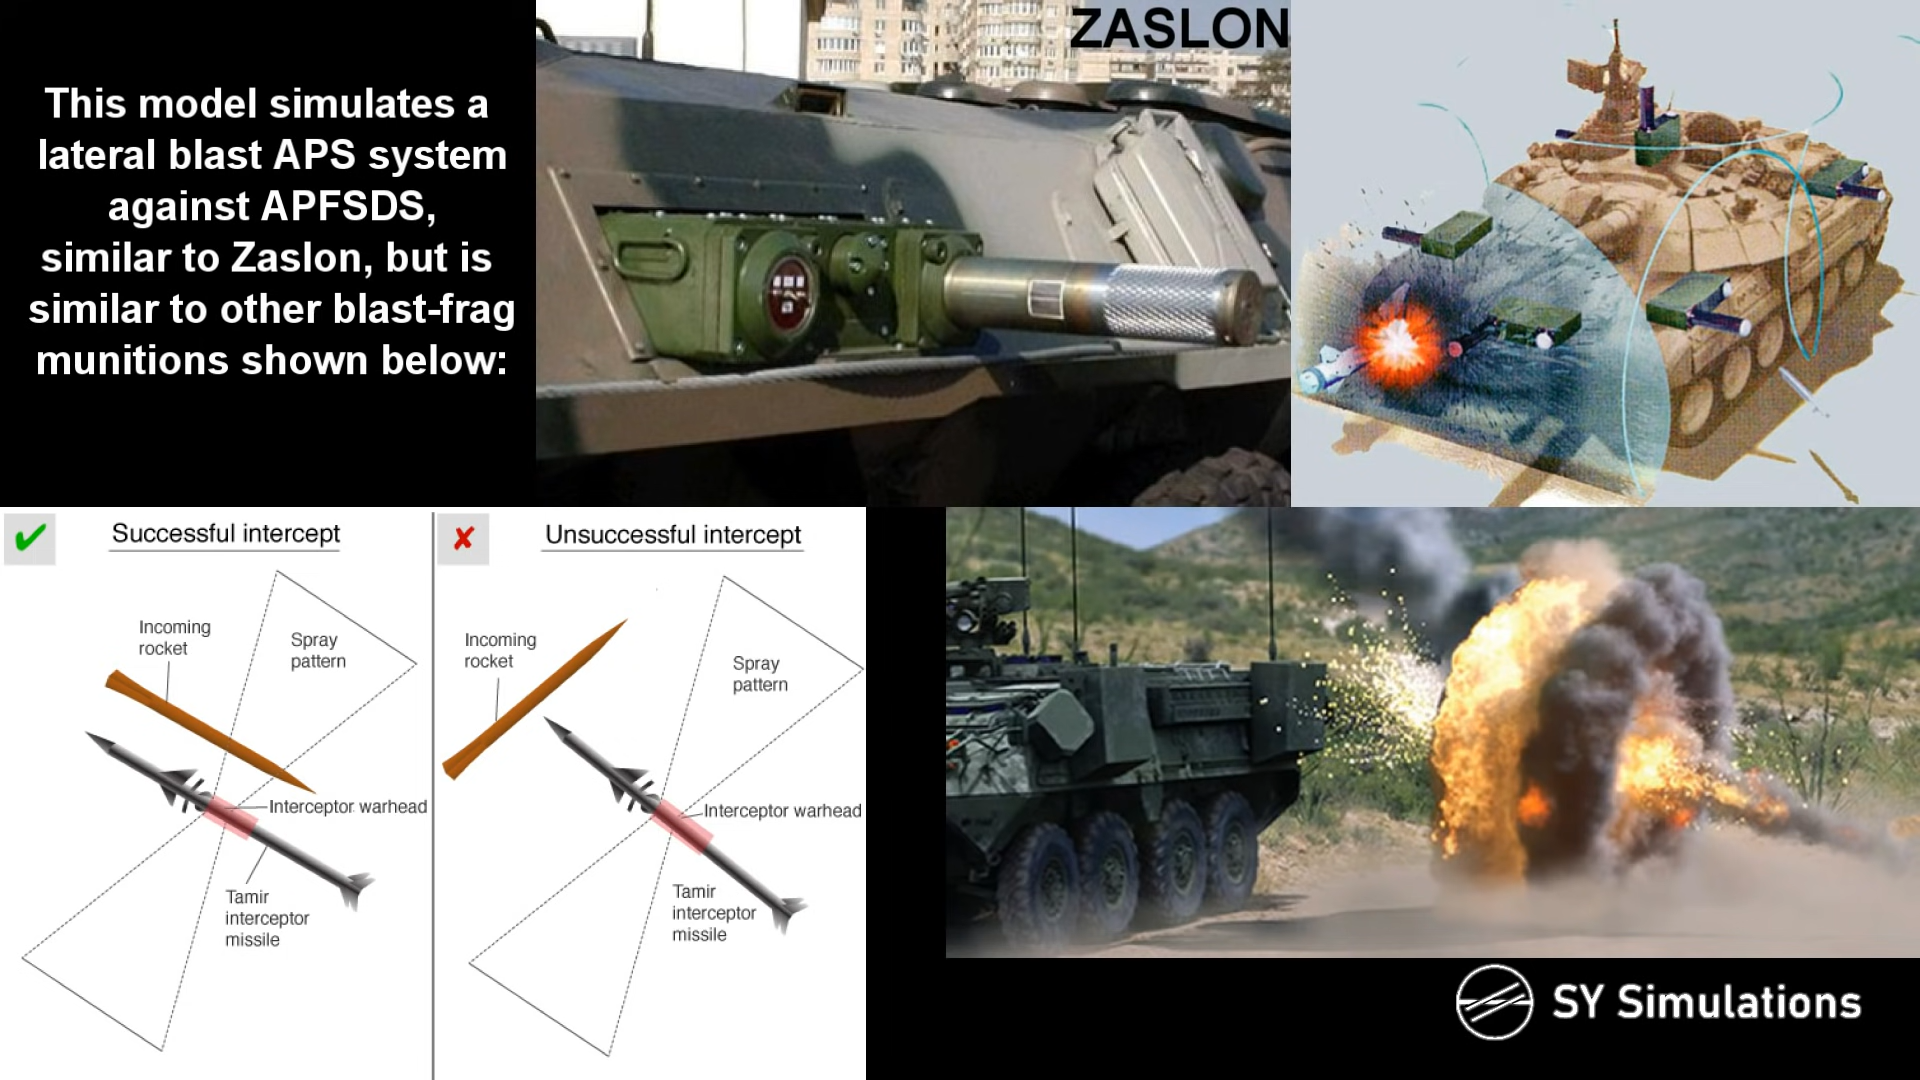 This model simulates a
lateral blast APS system
against APFSDS,
similar to Zaslon, but is
similar to other blast-frag
munitions shown below:
ZASLON
Successful intercept
Incoming
rocket
Spray
pattern
Interceptor warhead
Tamir
interceptor
missile
Unsuccessful intercept
Incoming
rocket
Spray
pattern
Interceptor warhead
Tamir
interceptor
missile
SY Simulations